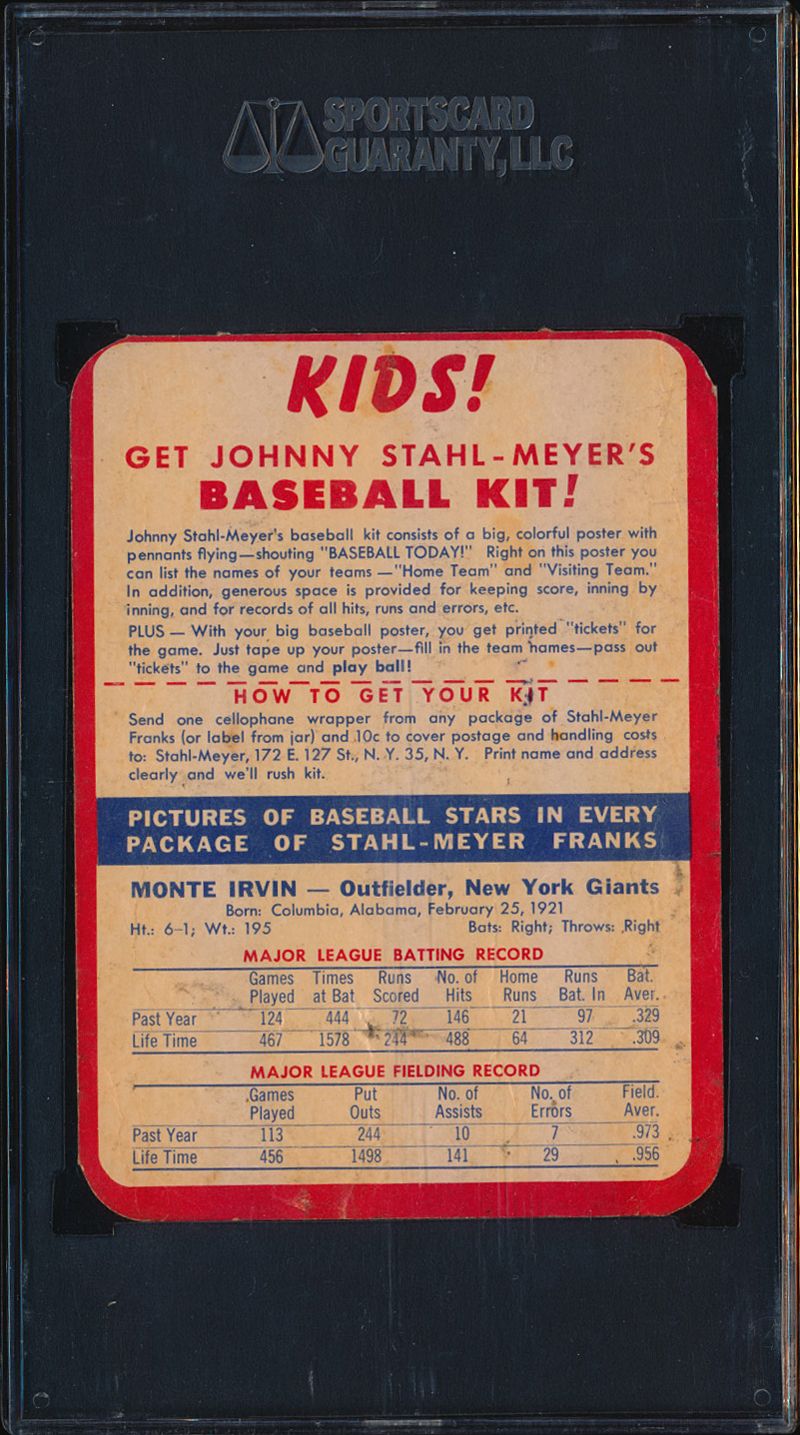 SPORTSCARD
GUARANTY, LLC
KIDS!
GET JOHNNY STAHL-MEYER'S
BASEBALL KIT!
Johnny Stahl-Meyer's baseball kit consists of a big, colorful poster with
pennants flying—shouting "BASEBALL TODAY!" Right on this poster you
can list the names of your teams —"Home Team" and "Visiting Team."
In addition, generous space is provided for keeping score, inning by
inning, and for records of all hits, runs and errors, etc.
PLUS — With your big baseball poster, you get printed "tickets" for
the game. Just tape up your poster—fill in the team names—pass out
"tickets" to the game and play ball!
HOW TO GET YOUR KIT
Send one cellophane wrapper from any package of Stahl-Meyer
Franks (or label from jar) and 10c to cover postage and handling costs
to: Stahl-Meyer, 172 E. 127 St., N. Y. 35, N. Y. Print name and address
clearly and we'll rush kit.
PICTURES OF BASEBALL STARS IN EVERY
PACKAGE OF STAHL-MEYER FRANKS
MONTE IRVIN — Outfielder, New York Giants
Born: Columbia, Alabama, February 25, 1921
Ht.: 6-1; Wt.: 195 Bats: Right; Throws: Right
MAJOR LEAGUE BATTING RECORD
Games Times Runs No. of Home Runs Bat.
Played at Bat Scored Hits Runs Bat. In Aver.
Past Year 124 444 72 146 21 97 .329
Life Time 467 1578 244 488 64 312 .309
MAJOR LEAGUE FIELDING RECORD
Games Put No. of No. of Field.
Played Outs Assists Errors Aver.
Past Year 113 244 10 7 .973
Life Time 456 1498 141 29 .956